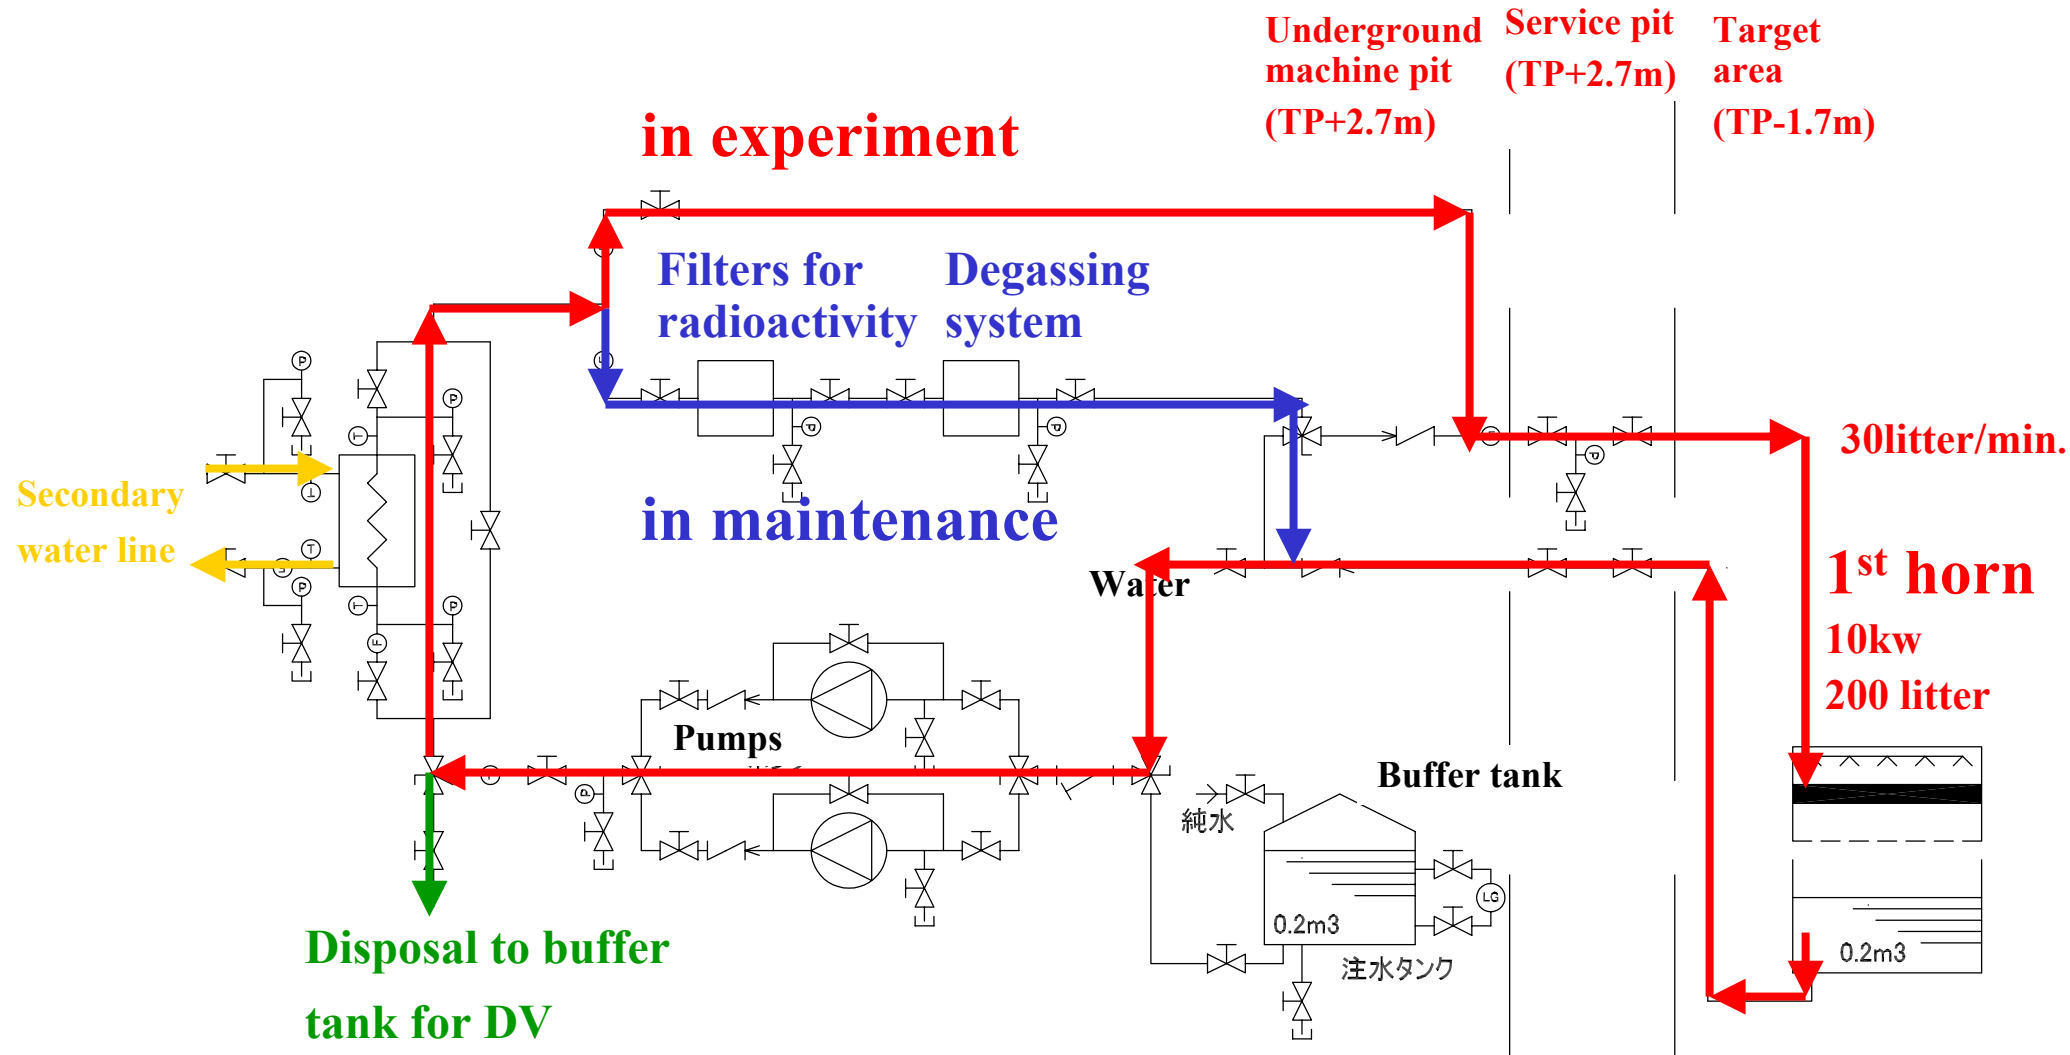 Underground
machine pit
(TP+2.7m)
Service pit
(TP+2.7m)
Target
area
(TP-1.7m)
in experiment
Filters for
radioactivity
Degassing
system
in maintenance
Secondary
water line
30litter/min.
1st horn
10kw
200 litter
Water
Pumps
Buffer tank
純水
0.2m3
注水タンク
0.2m3
Disposal to buffer
tank for DV
P
P
T
T
T
T
P
P
F
P
P
P
P
P
LG